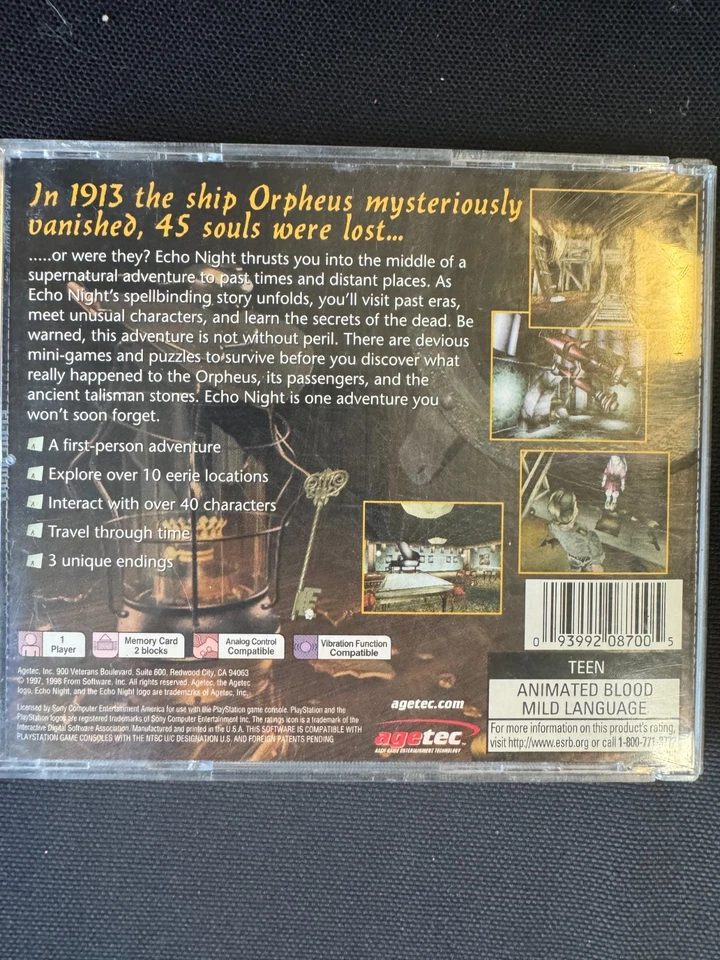 In 1913 the ship Orpheus mysteriously
vanished, 45 souls were lost...
.....or were they? Echo Night thrusts you into the middle of a
supernatural adventure to past times and distant places. As
Echo Night's spellbinding story unfolds, you'll visit past eras,
meet unusual characters, and learn the secrets of the dead. Be
warned, this adventure is not without peril. There are devious
mini-games and puzzles to survive before you discover what
really happened to the Orpheus, its passengers, and the
ancient talisman stones. Echo Night is one adventure you
won't soon forget.
A first-person adventure
Explore over 10 eerie locations
Interact with over 40 characters
Travel through time
3 unique endings
1
Player
Memory Card
2 blocks
Analog Control
Compatible
Vibration Function
Compatible
Agetec, Inc. 900 Veterans Boulevard, Suite 600, Redwood City, CA 94063
© 1997, 1998 From Software, Inc. All rights reserved. Agetec, the Agetec
logo, Echo Night, and the Echo Night logo are trademarks of Agetec, Inc.
Licensed by Sony Computer Entertainment America for use with the PlayStation game console. PlayStation and the
PlayStation logos are registered trademarks of Sony Computer Entertainment Inc. The ratings icon is a trademark of the
Interactive Digital Software Association. Manufactured and printed in the U.S.A. THIS SOFTWARE IS COMPATIBLE WITH
PLAYSTATION GAME CONSOLES WITH THE NTSC U/C DESIGNATION U.S. AND FOREIGN PATENTS PENDING
agetec.com
agetec
ASCII GAME ENTERTAINMENT TECHNOLOGY
0 93992 08700 5
TEEN
ANIMATED BLOOD
MILD LANGUAGE
For more information on this product's rating,
visit http://www.esrb.org or call